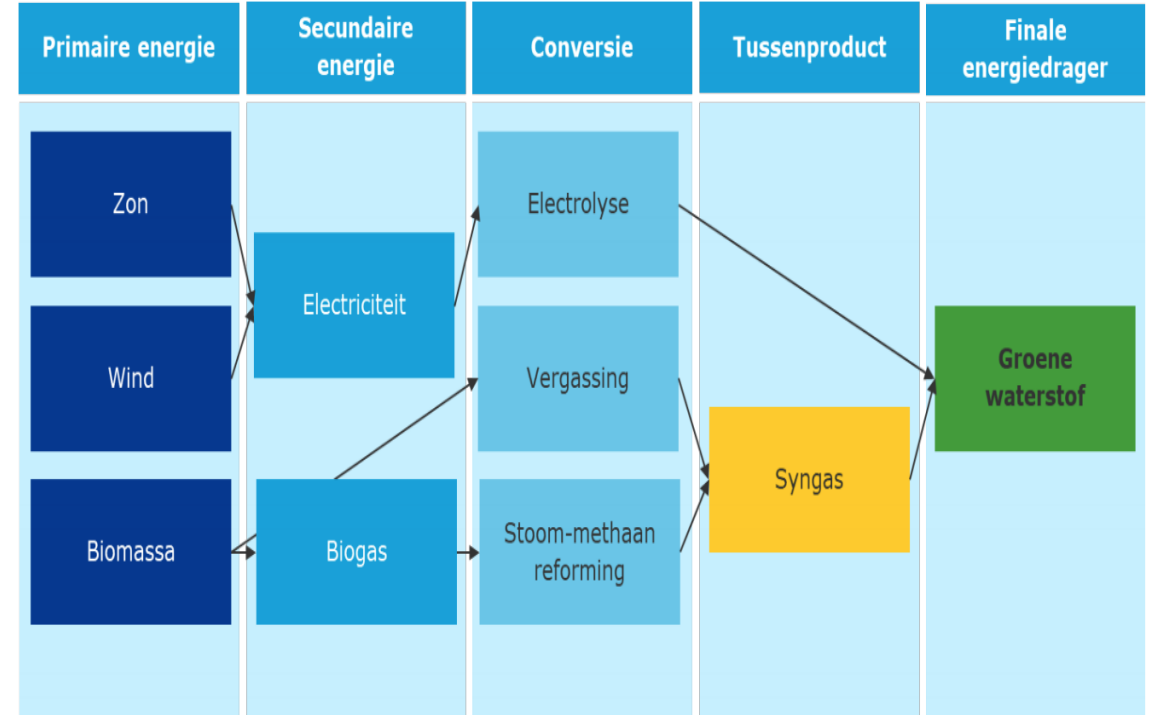 Primaire energie
Secundaire
energie
Conversie
Tussenproduct
Finale
energiedrager
Zon
Electriciteit
Electrolyse
Wind
Vergassing
Groene
waterstof
Syngas
Biomassa
Biogas
Stoom-methaan
reforming